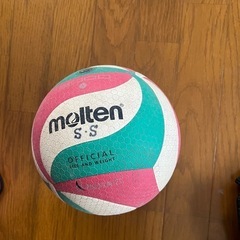 molten
S・S
OFFICIAL
SIZE AND WEIGHT